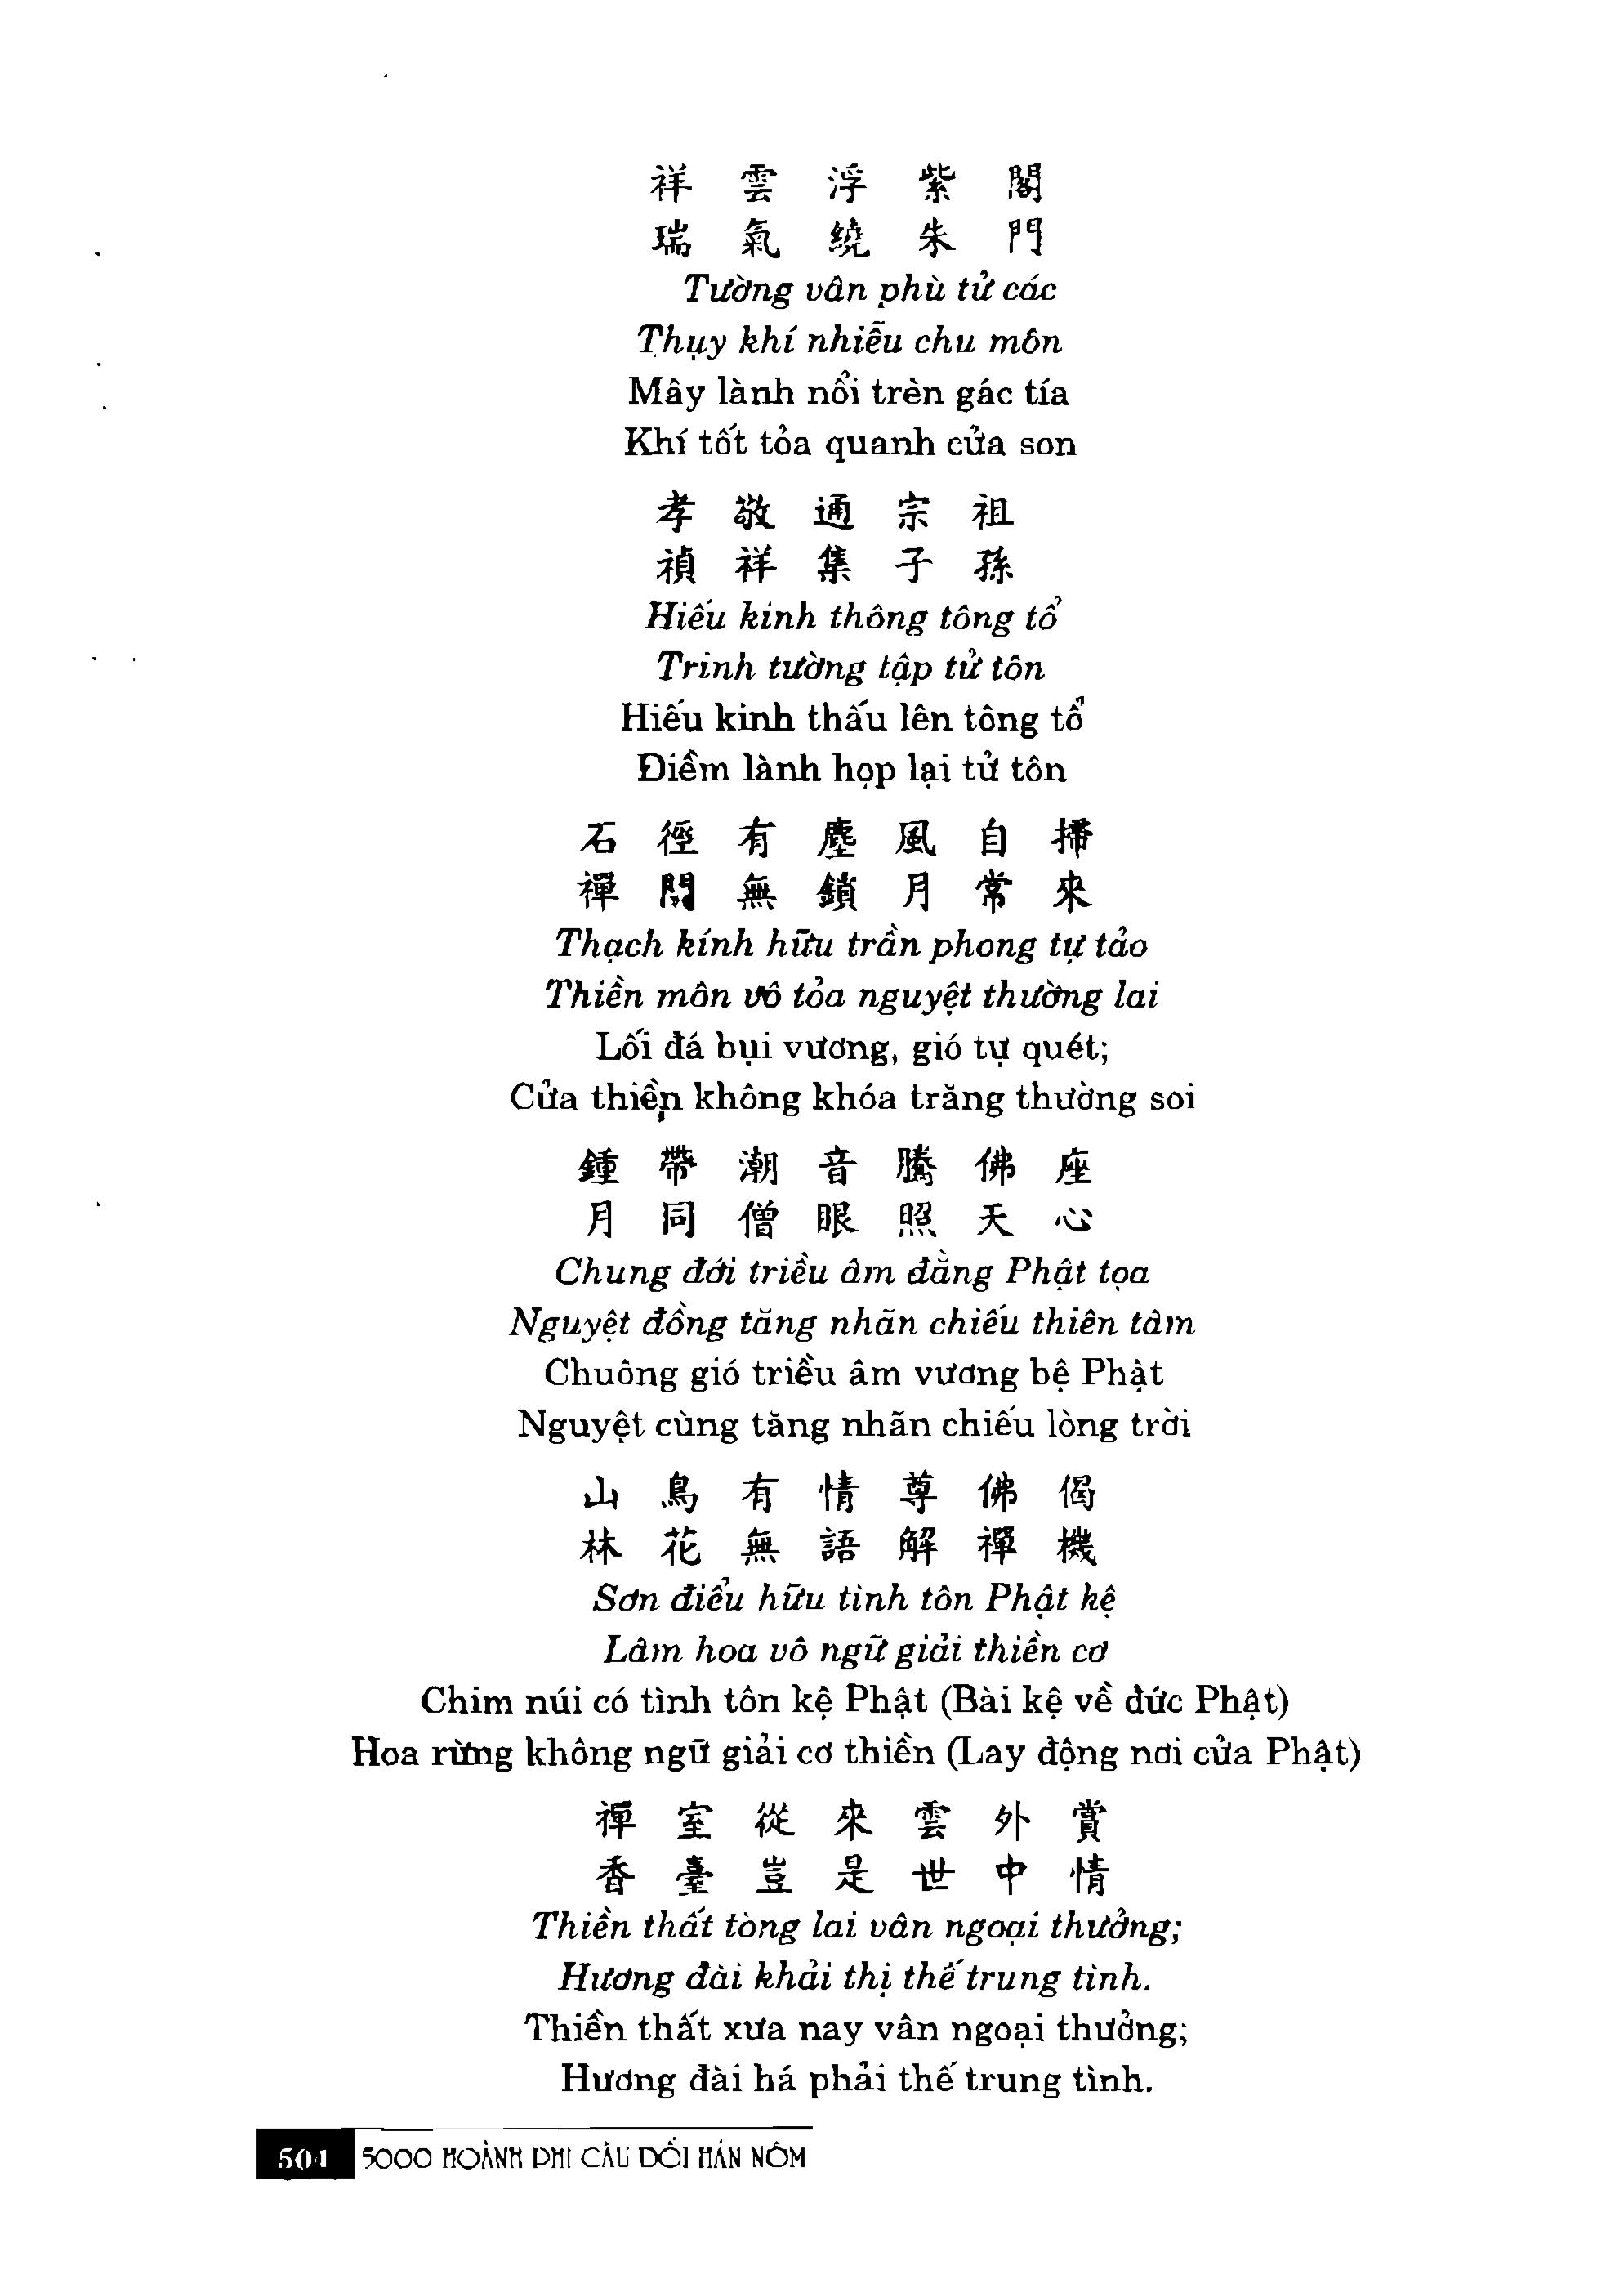 祥 雲 浮 紫 閣
瑞 氣 繞 朱 門
Tường vân phù tử các
Thụy khí nhiễu chu môn
Mây lành nổi trên gác tía
Khí tốt tỏa quanh cửa son
孝 敬 通 宗 祖
禎 祥 集 子 孫
Hiếu kinh thông tông tổ
Trinh tường tập tử tôn
Hiếu kinh thấu lên tông tổ
Điềm lành họp lại tử tôn
石 徑 有 塵 風 自 掃
禪 關 無 鎖 月 常 來
Thạch kính hữu trần phong tự tảo
Thiền môn vô tỏa nguyệt thường lai
Lối đá bụi vương, gió tự quét;
Cửa thiền không khóa trăng thường soi
鍾 帶 潮 音 騰 佛 座
月 同 僧 眼 照 天 心
Chung đới triều âm đằng Phật tọa
Nguyệt đồng tăng nhãn chiếu thiên tâm
Chuông gió triều âm vương bệ Phật
Nguyệt cùng tăng nhãn chiếu lòng trời
山 鳥 有 情 尊 佛 偈
林 花 無 語 解 禪 機
Sơn điểu hữu tình tôn Phật kệ
Lâm hoa vô ngữ giải thiền cơ
Chim núi có tình tôn kệ Phật (Bài kệ về đức Phật)
Hoa rừng không ngữ giải cơ thiền (Lay động nơi cửa Phật)
禪 室 從 來 雲 外 賞
香 臺 豈 是 世 中 情
Thiền thất tòng lai vân ngoại thưởng;
Hương đài khải thị thế trung tình.
Thiền thất xưa nay vân ngoại thưởng;
Hương đài há phải thế trung tình.
504 5000 HOÀNH PHI CÂU ĐỐI HÁN NÔM